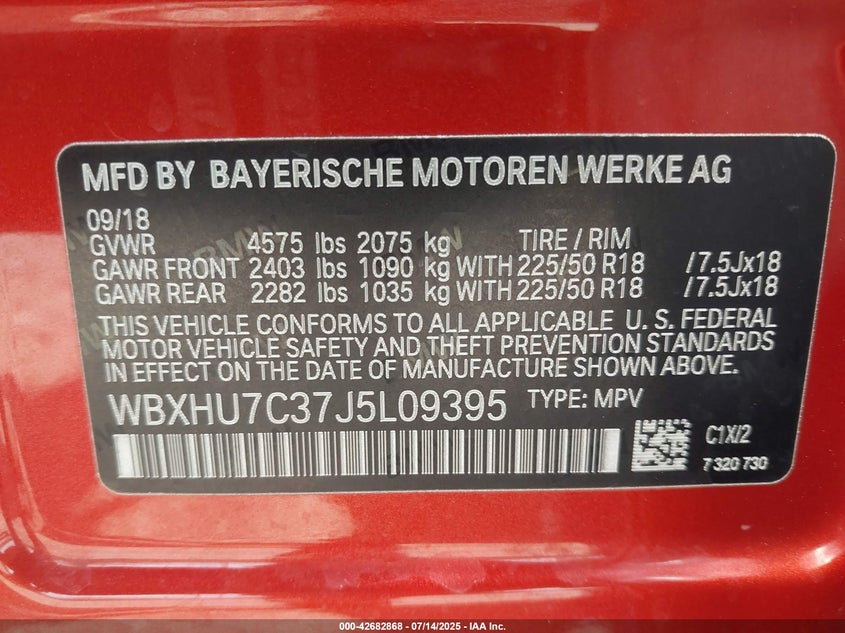 MFD BY BAYERISCHE MOTOREN WERKE AG
09/18
GVWR 4575 lbs 2075 kg TIRE / RIM
GAWR FRONT 2403 lbs 1090 kg WITH 225/50 R18 /7.5Jx18
GAWR REAR 2282 lbs 1035 kg WITH 225/50 R18 /7.5Jx18
THIS VEHICLE CONFORMS TO ALL APPLICABLE U. S. FEDERAL
MOTOR VEHICLE SAFETY AND THEFT PREVENTION STANDARDS
IN EFFECT ON THE DATE OF MANUFACTURE SHOWN ABOVE.
WBXHU7C37J5L09395 TYPE: MPV
C1X/2
7 320 730
000-42682868 - 07/14/2025 - IAA Inc.